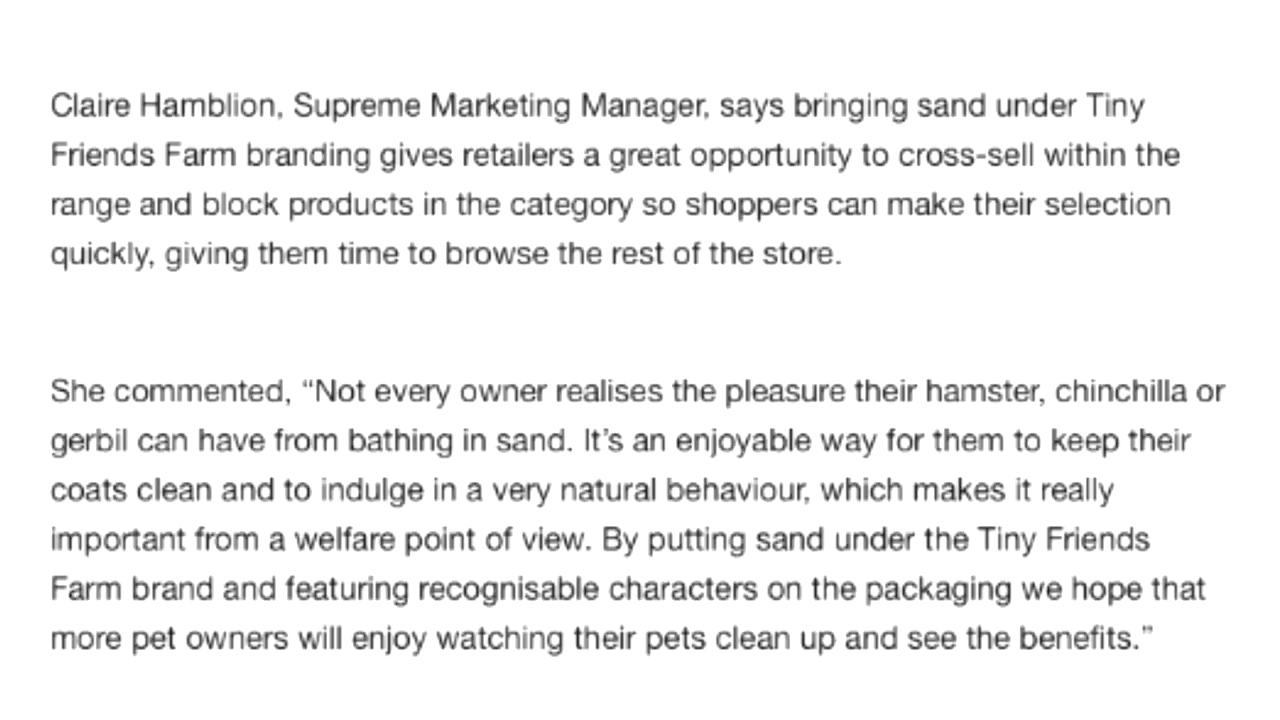 Claire Hamblion, Supreme Marketing Manager, says bringing sand under Tiny
Friends Farm branding gives retailers a great opportunity to cross-sell within the
range and block products in the category so shoppers can make their selection
quickly, giving them time to browse the rest of the store.
She commented, “Not every owner realises the pleasure their hamster, chinchilla or
gerbil can have from bathing in sand. It’s an enjoyable way for them to keep their
coats clean and to indulge in a very natural behaviour, which makes it really
important from a welfare point of view. By putting sand under the Tiny Friends
Farm brand and featuring recognisable characters on the packaging we hope that
more pet owners will enjoy watching their pets clean up and see the benefits.”